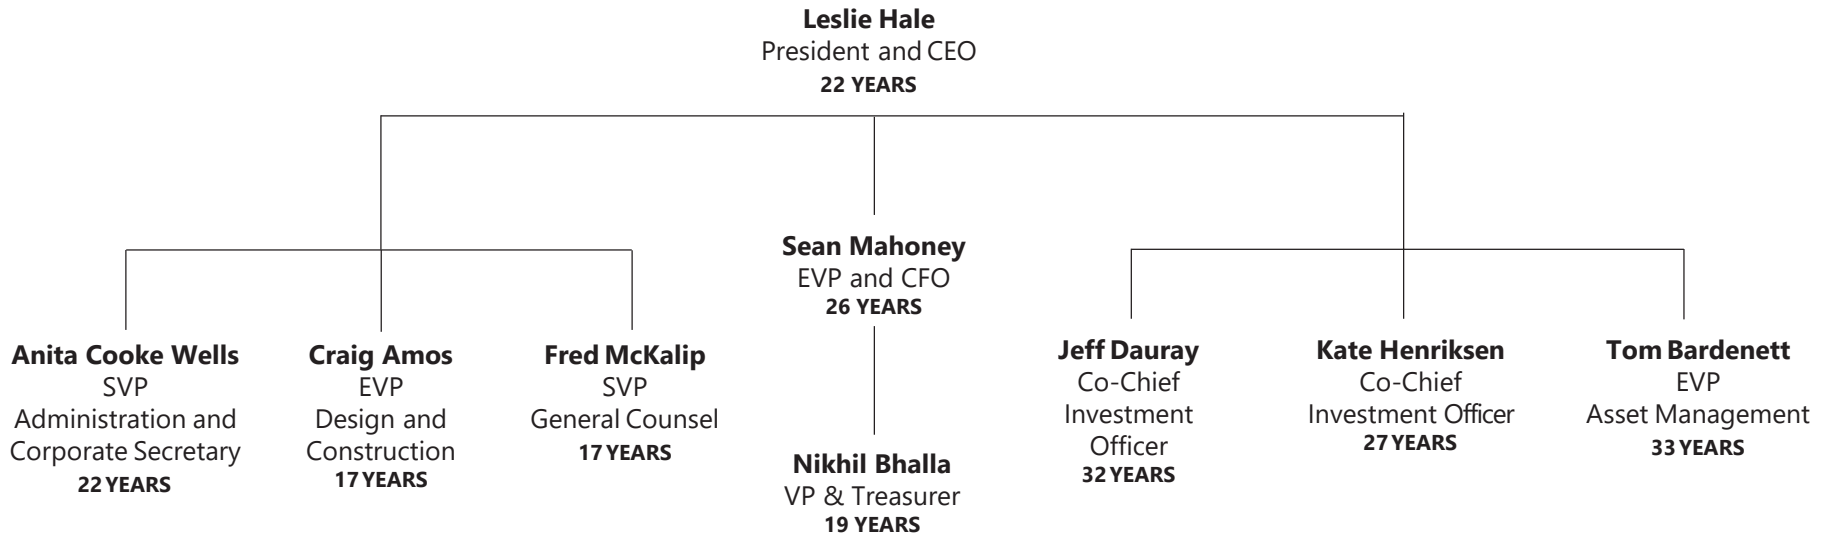 Leslie Hale
President and CEO
22 YEARS
Sean Mahoney
EVP and CFO
26 YEARS
Anita Cooke Wells
SVP
Administration and
Corporate Secretary
22 YEARS
Craig Amos
EVP
Design and
Construction
17 YEARS
Fred McKalip
SVP
General Counsel
17 YEARS
Nikhil Bhalla
VP & Treasurer
19 YEARS
Jeff Dauray
Co-Chief
Investment
Officer
32 YEARS
Kate Henriksen
Co-Chief
Investment Officer
27 YEARS
Tom Bardenett
EVP
Asset Management
33 YEARS